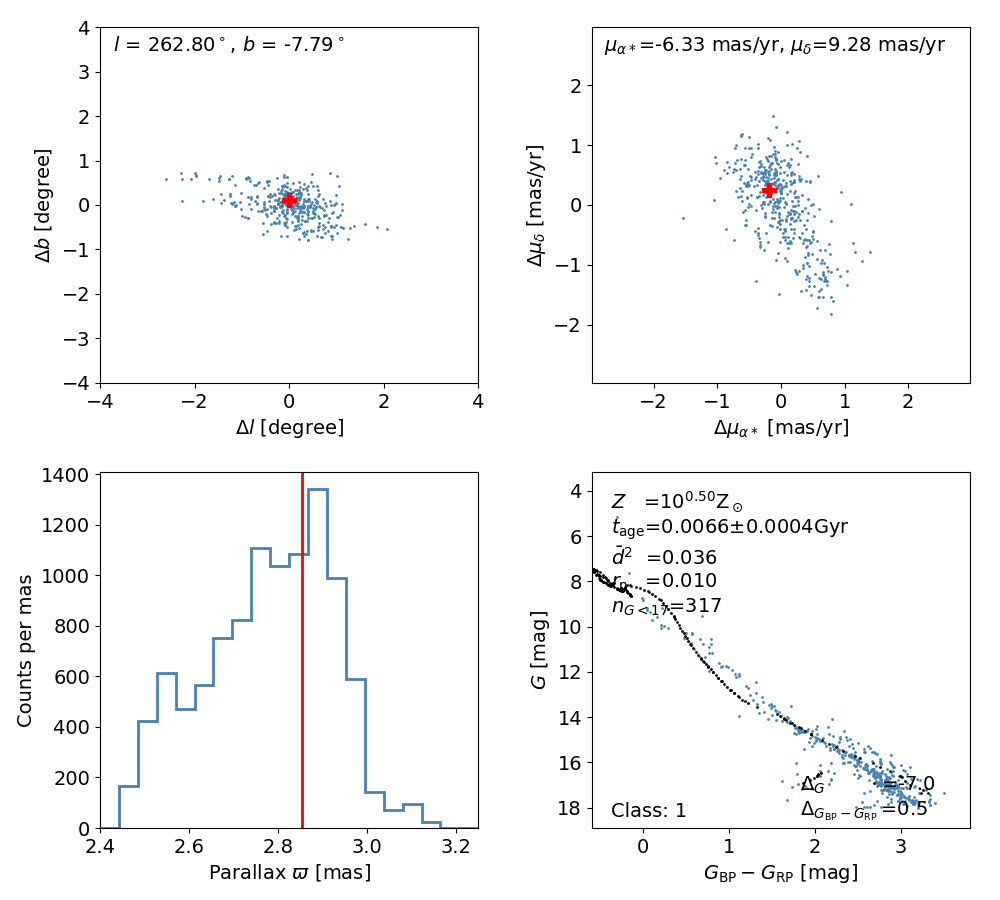 l = 262.80°, b = -7.79°
4
3
2
1
0
−1
−2
−3
−4
−4
−2
0
2
4
Δb [degree]
Δl [degree]
μα∗=-6.33 mas/yr, μδ=9.28 mas/yr
2
1
0
−1
−2
−2
−1
0
1
2
Δμδ [mas/yr]
Δμα∗ [mas/yr]
1400
1200
1000
800
600
400
200
0
2.4
2.6
2.8
3.0
3.2
Counts per mas
Parallax ϖ [mas]
Z =10^0.50 Z⊙
t_age=0.0066±0.0004Gyr
d̄² =0.036
r_n =0.010
n_G<17=317
Δ_G =-7.0
Δ_GBP−GRP =0.5
Class: 1
4
6
8
10
12
14
16
18
0
1
2
3
G [mag]
G_BP − G_RP [mag]